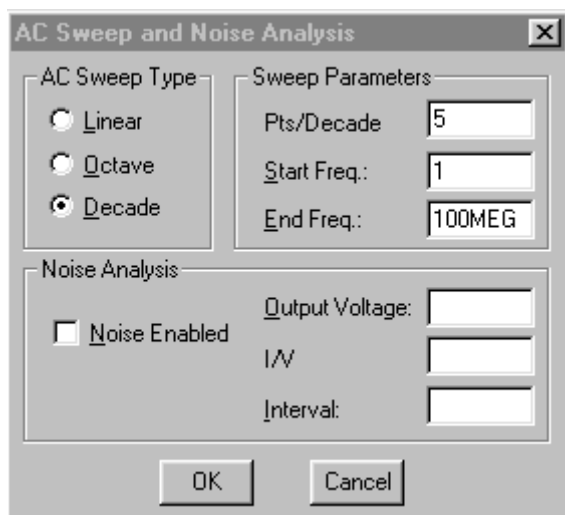 AC Sweep and Noise Analysis
AC Sweep Type
Linear
Octave
Decade
Sweep Parameters
Pts/Decade 5
Start Freq.: 1
End Freq.: 100MEG
Noise Analysis
Noise Enabled
Output Voltage:
I/V
Interval:
OK Cancel